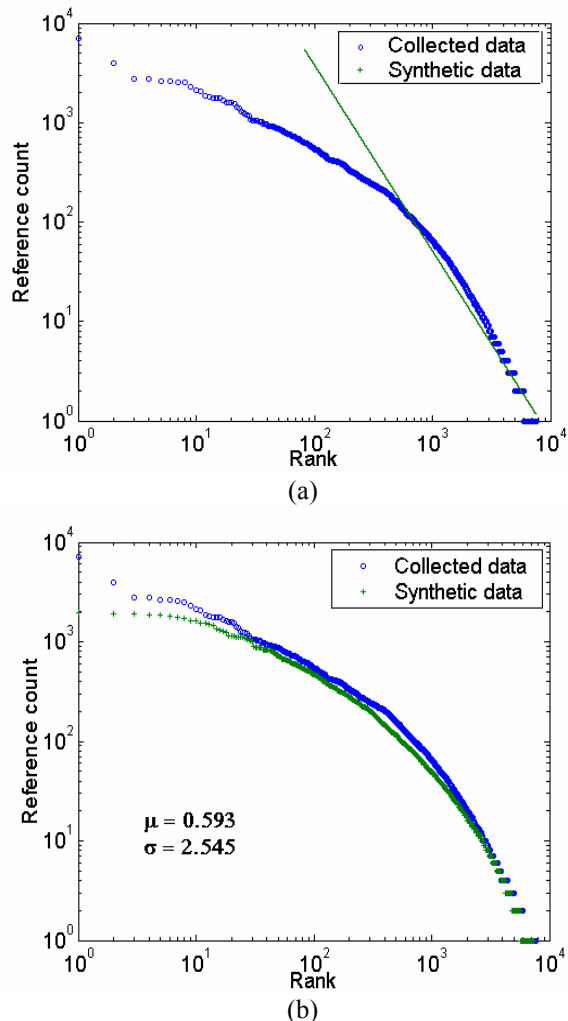 10^4
10^3
10^2
10^1
10^0
Reference count
Collected data
Synthetic data
10^0 10^1 10^2 10^3 10^4
Rank
(a)
10^4
10^3
10^2
10^1
10^0
Reference count
Collected data
Synthetic data
μ = 0.593
σ = 2.545
10^0 10^1 10^2 10^3 10^4
Rank
(b)